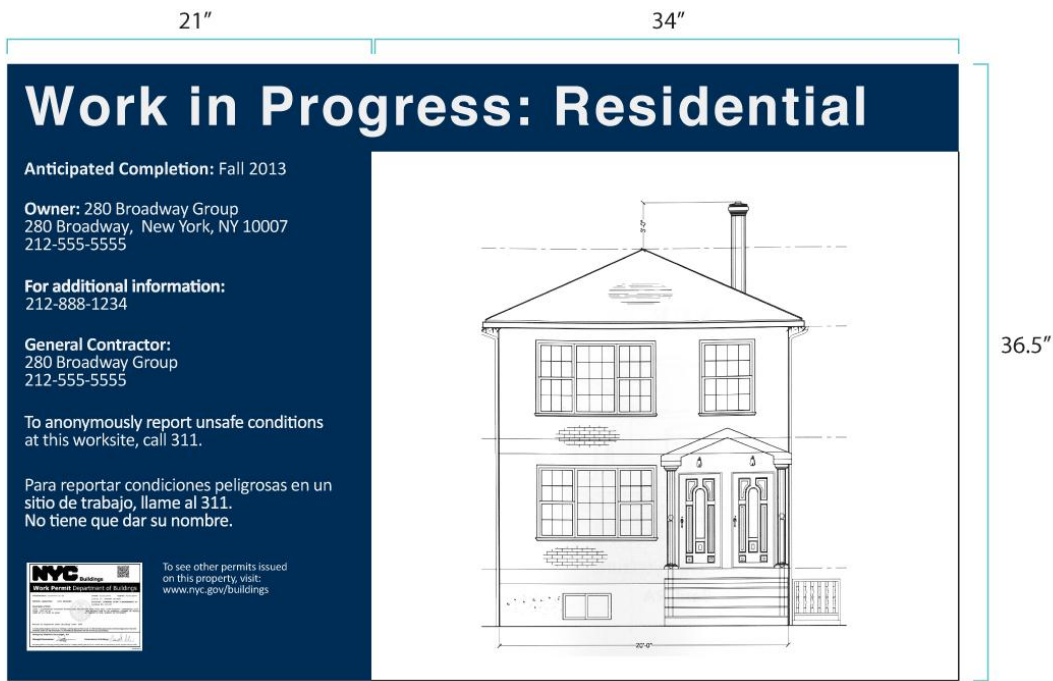 21"
34"
Work in Progress: Residential
Anticipated Completion: Fall 2013
Owner: 280 Broadway Group
280 Broadway, New York, NY 10007
212-555-5555
For additional information:
212-888-1234
General Contractor:
280 Broadway Group
212-555-5555
To anonymously report unsafe conditions
at this worksite, call 311.
Para reportar condiciones peligrosas en un
sitio de trabajo, llame al 311.
No tiene que dar su nombre.
NYC Buildings
Work Permit Department of Buildings
To see other permits issued
on this property, visit:
www.nyc.gov/buildings
20'-0"
36.5"